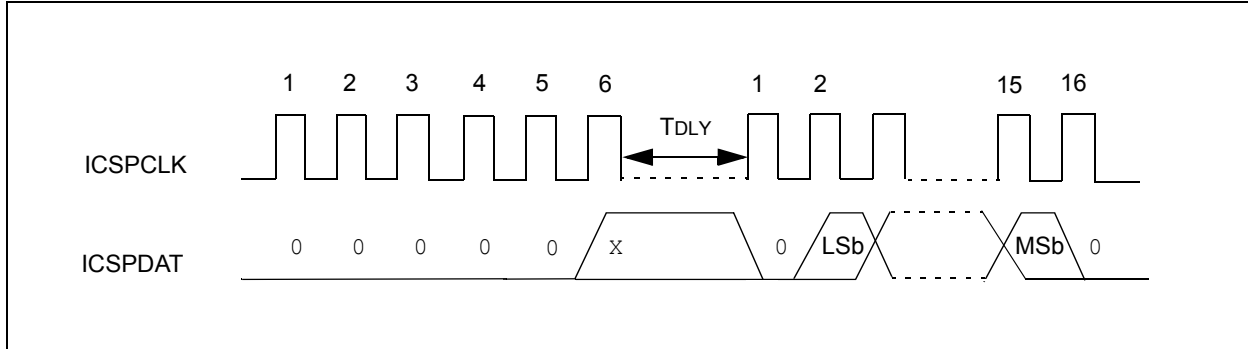 1 2 3 4 5 6 1 2 15 16
TDLY
ICSPCLK
ICSPDAT 0 0 0 0 0 X 0 LSb MSb 0